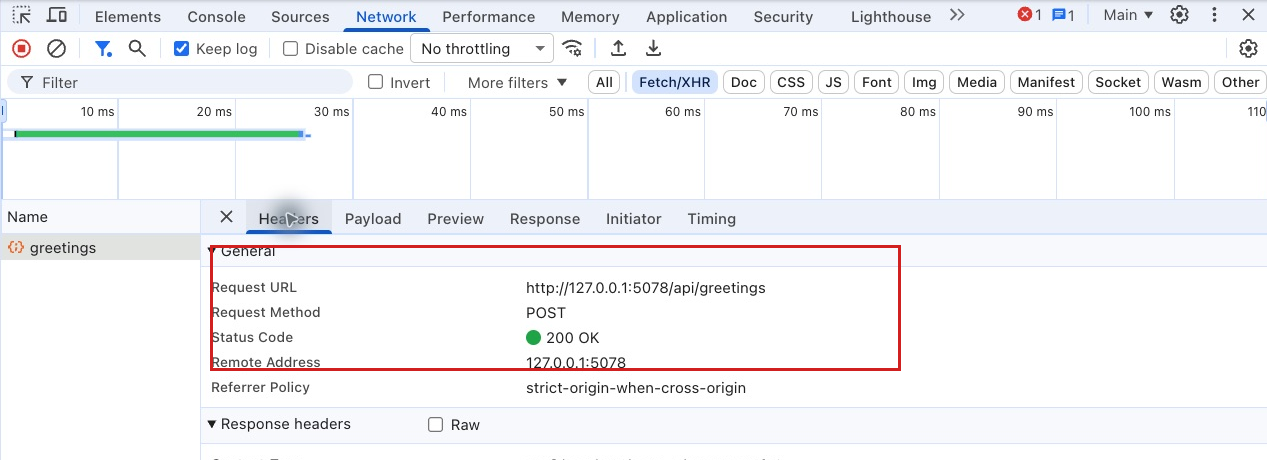 Elements Console Sources Network Performance Memory Application Security Lighthouse 1 1 Main
Keep log Disable cache No throttling
Filter Invert More filters All Fetch/XHR Doc CSS JS Font Img Media Manifest Socket Wasm Other
10 ms 20 ms 30 ms 40 ms 50 ms 60 ms 70 ms 80 ms 90 ms 100 ms 110
Name Headers Payload Preview Response Initiator Timing
greetings
General
Request URL http://127.0.0.1:5078/api/greetings
Request Method POST
Status Code 200 OK
Remote Address 127.0.0.1:5078
Referrer Policy strict-origin-when-cross-origin
Response headers Raw